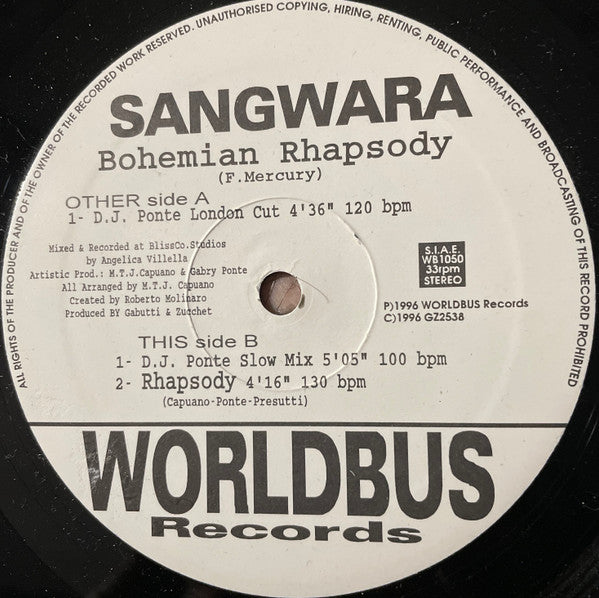 ALL RIGHTS OF THE PRODUCER AND OF THE OWNER OF THE RECORDED WORK RESERVED. UNAUTHORISED COPYING, HIRING, RENTING, PUBLIC PERFORMANCE AND BROADCASTING OF THIS RECORD PROHIBITED
SANGWARA
Bohemian Rhapsody
(F.Mercury)
OTHER side A
1- D.J. Ponte London Cut 4'36" 120 bpm
Mixed & Recorded at BlissCo.Studios
by Angelica Villella
Artistic Prod.: M.T.J.Capuano & Gabry Ponte
All Arranged by M.T.J. Capuano
Created by Roberto Molinaro
Produced BY Gabutti & Zucchet
S.I.A.E.
WB1050
33rpm
STEREO
P)1996 WORLDBUS Records
C)1996 GZ2538
THIS side B
1- D.J. Ponte Slow Mix 5'05" 100 bpm
2- Rhapsody 4'16" 130 bpm
(Capuano-Ponte-Presutti)
WORLDBUS
Records